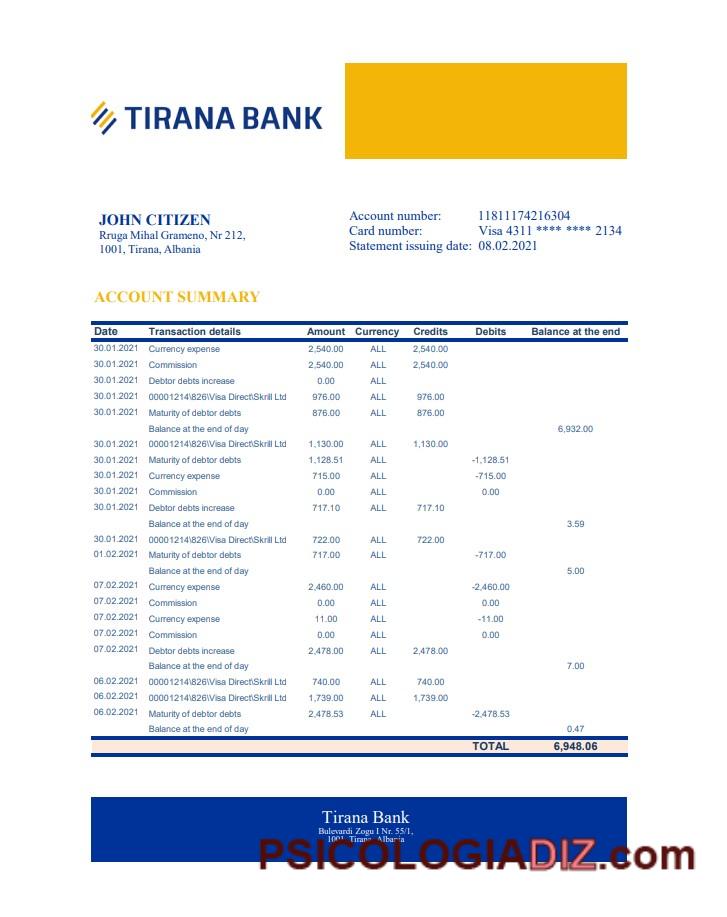 TIRANA BANK
JOHN CITIZEN
Rruga Mihal Grameno, Nr 212,
1001, Tirana, Albania
Account number: 11811174216304
Card number: Visa 4311 **** **** 2134
Statement issuing date: 08.02.2021
ACCOUNT SUMMARY
Date Transaction details Amount Currency Credits Debits Balance at the end
30.01.2021 Currency expense 2,540.00 ALL 2,540.00
30.01.2021 Commission 2,540.00 ALL 2,540.00
30.01.2021 Debtor debts increase 0.00 ALL
30.01.2021 00001214\826\Visa Direct\Skrill Ltd 976.00 ALL 976.00
30.01.2021 Maturity of debtor debts 876.00 ALL 876.00
Balance at the end of day 6,932.00
30.01.2021 00001214\826\Visa Direct\Skrill Ltd 1,130.00 ALL 1,130.00
30.01.2021 Maturity of debtor debts 1,128.51 ALL -1,128.51
30.01.2021 Currency expense 715.00 ALL -715.00
30.01.2021 Commission 0.00 ALL 0.00
30.01.2021 Debtor debts increase 717.10 ALL 717.10
Balance at the end of day 3.59
30.01.2021 00001214\826\Visa Direct\Skrill Ltd 722.00 ALL 722.00
01.02.2021 Maturity of debtor debts 717.00 ALL -717.00
Balance at the end of day 5.00
07.02.2021 Currency expense 2,460.00 ALL -2,460.00
07.02.2021 Commission 0.00 ALL 0.00
07.02.2021 Currency expense 11.00 ALL -11.00
07.02.2021 Commission 0.00 ALL 0.00
07.02.2021 Debtor debts increase 2,478.00 ALL 2,478.00
Balance at the end of day 7.00
06.02.2021 00001214\826\Visa Direct\Skrill Ltd 740.00 ALL 740.00
06.02.2021 00001214\826\Visa Direct\Skrill Ltd 1,739.00 ALL 1,739.00
06.02.2021 Maturity of debtor debts 2,478.53 ALL -2,478.53
Balance at the end of day 0.47
TOTAL 6,948.06
Tirana Bank
Bulevardi Zogu I Nr. 55/1,
1001, Tirana, Albania
PSICOLOGIADIZ.com